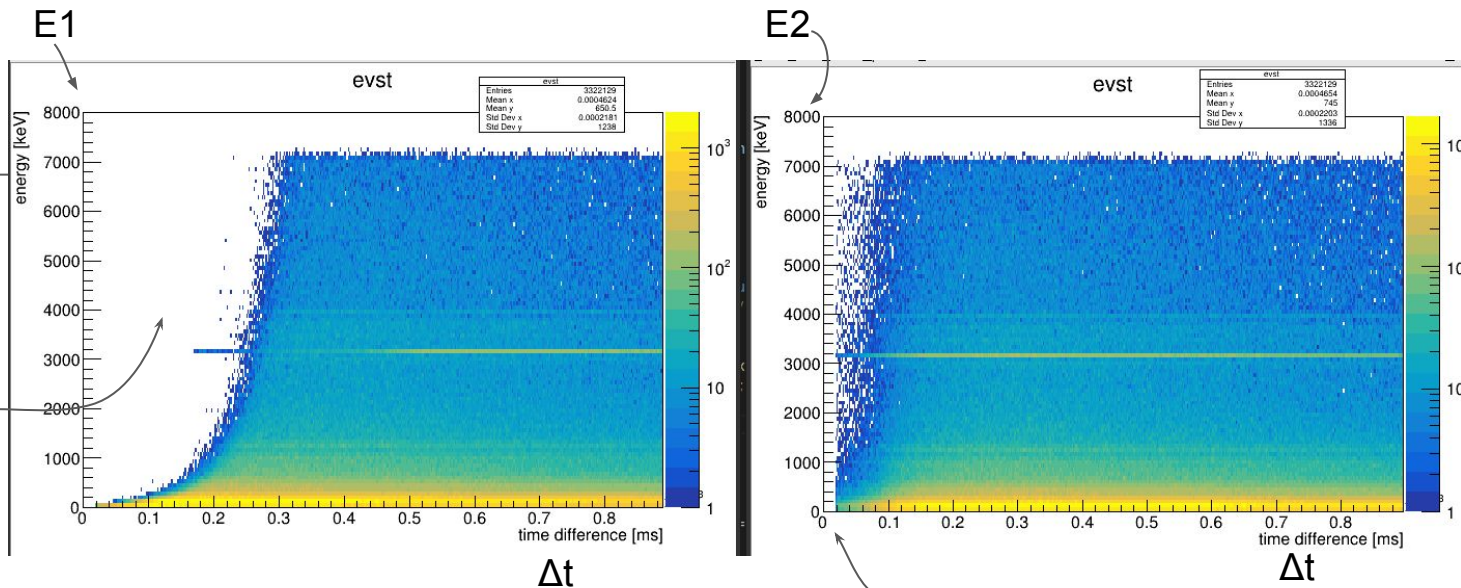 E1
E2
evst
evst
Entries 3322129
Mean x 0.0004624
Mean y 650.5
Std Dev x 0.0002181
Std Dev y 1238
energy [keV]
8000
7000
6000
5000
4000
3000
2000
1000
0
0 0.1 0.2 0.3 0.4 0.5 0.6 0.7 0.8
time difference [ms]
10³
10²
10
1
Δt
evst
evst
Entries 3322129
Mean x 0.0004654
Mean y 745
Std Dev x 0.0002203
Std Dev y 1336
energy [keV]
8000
7000
6000
5000
4000
3000
2000
1000
0
0 0.1 0.2 0.3 0.4 0.5 0.6 0.7 0.8
time difference [ms]
10
10
10
1
Δt